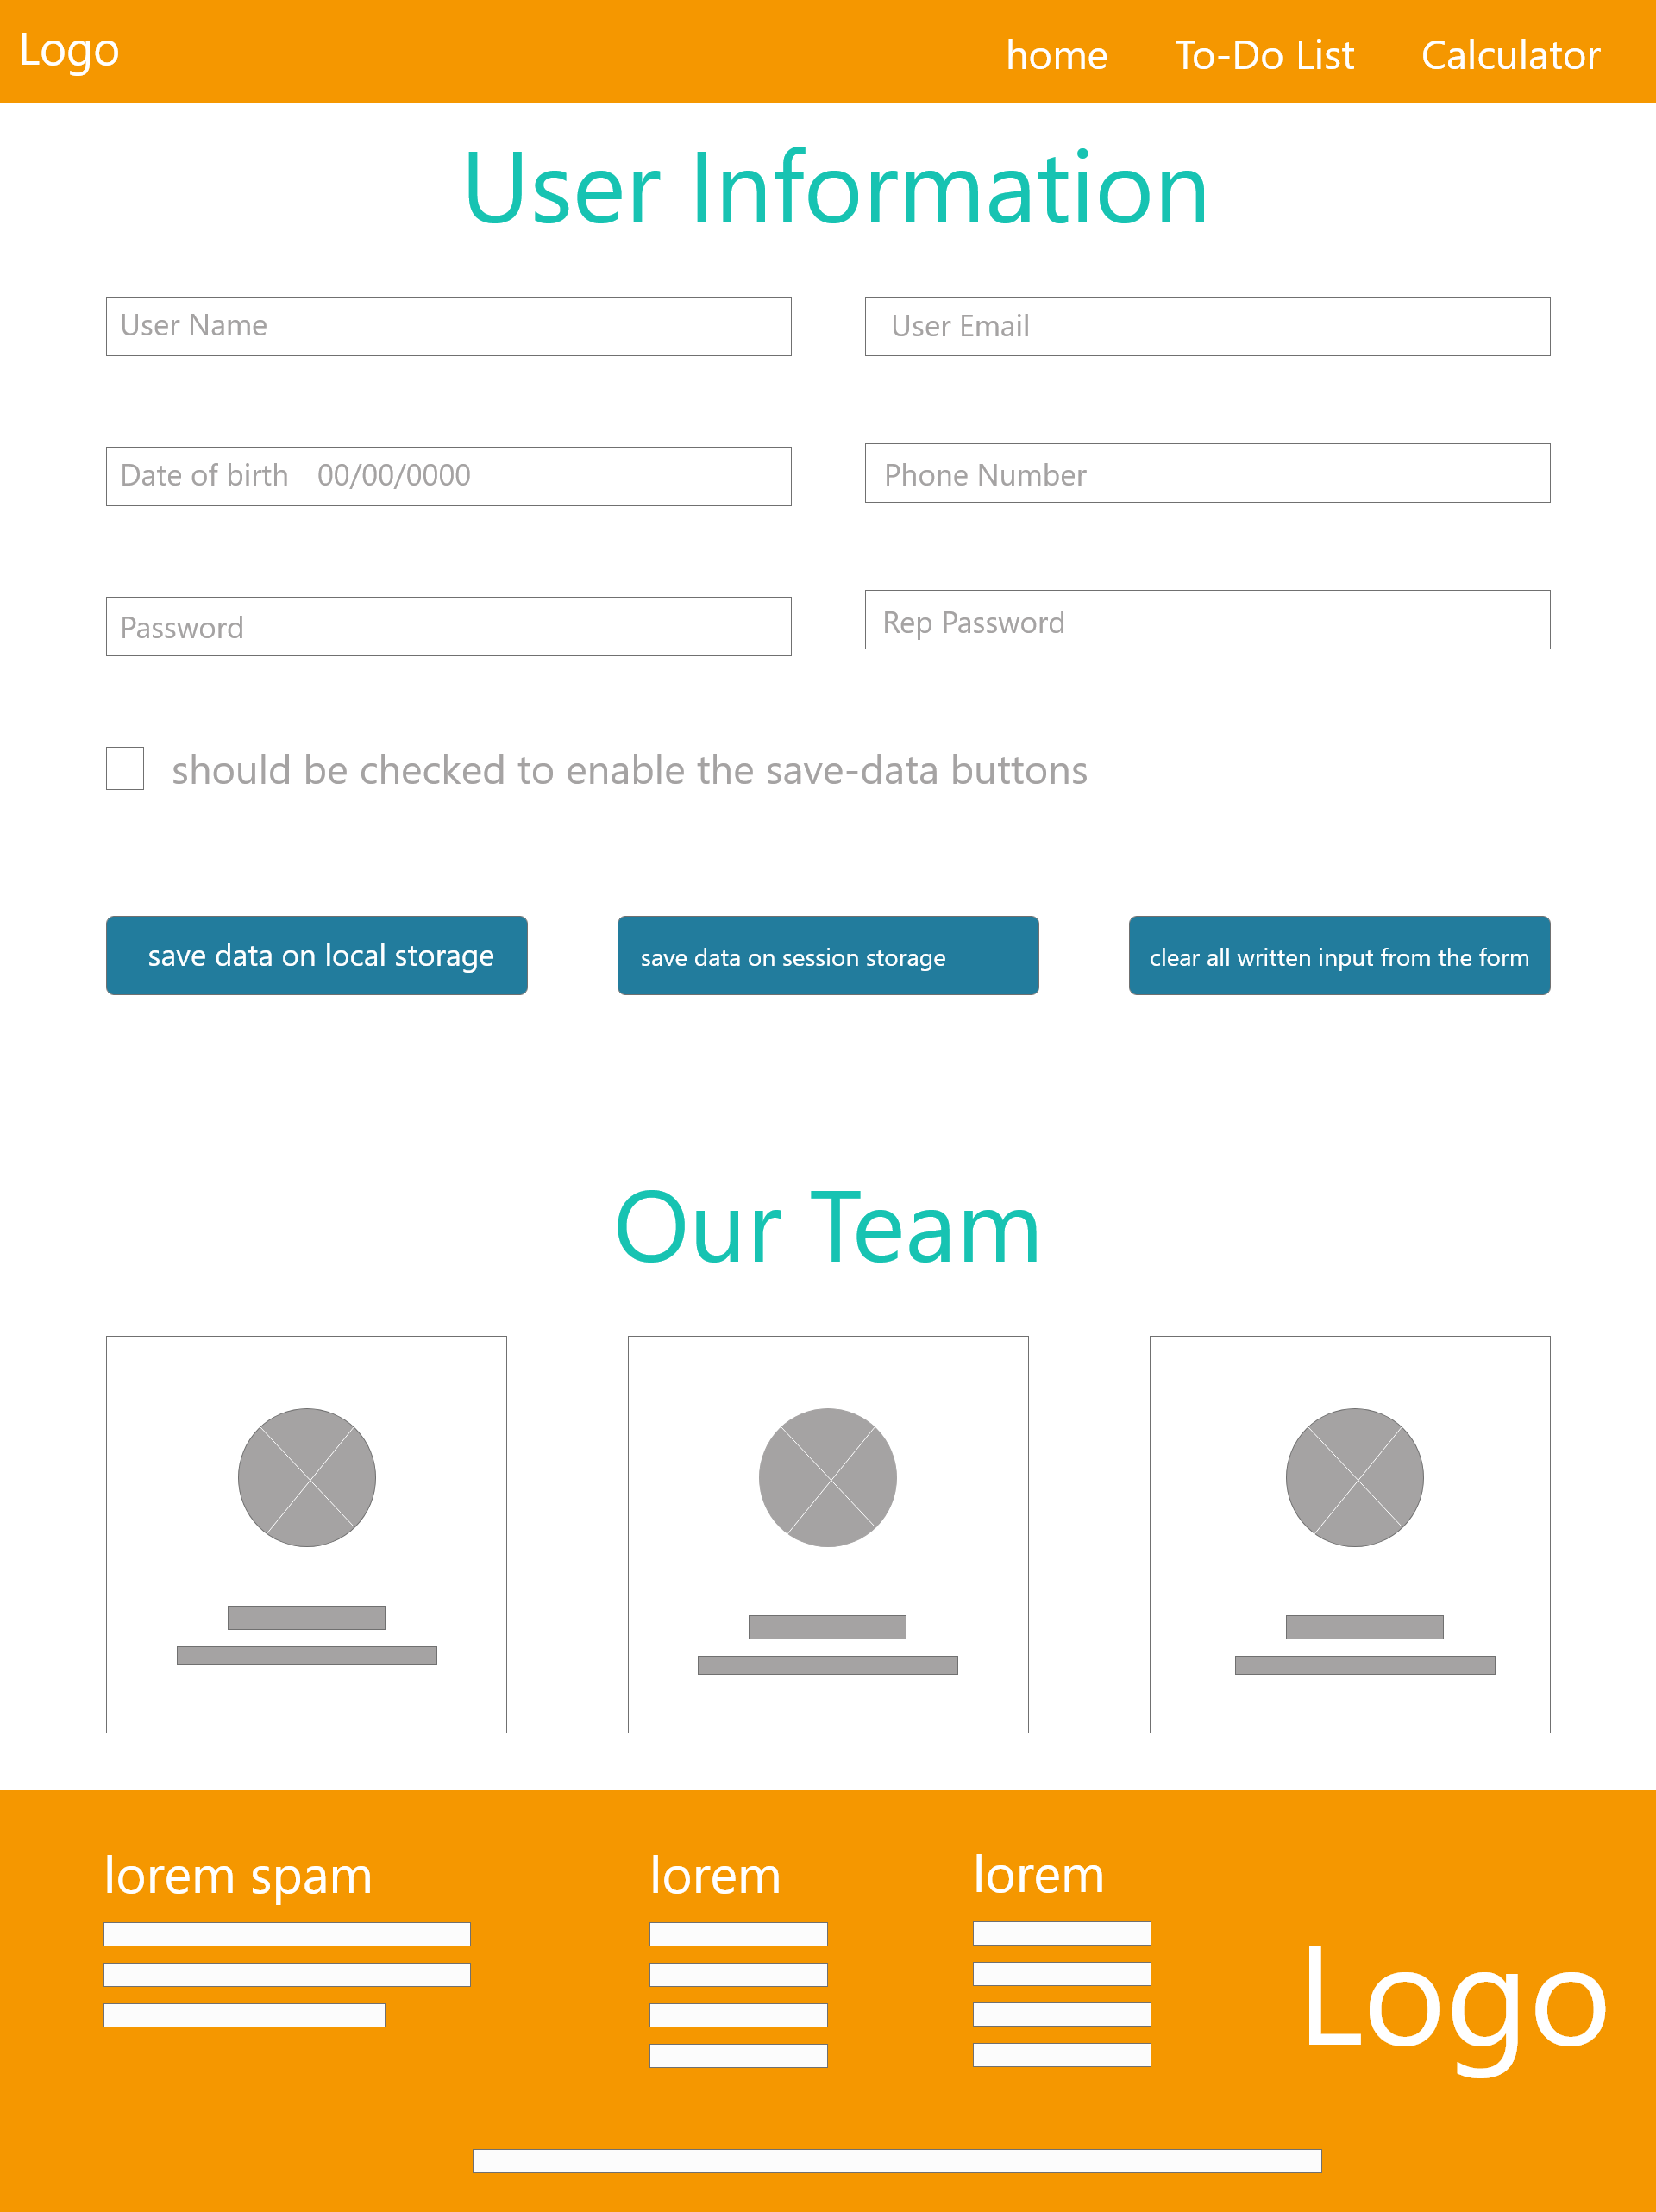 Logo
home To-Do List Calculator
User Information
User Name
User Email
Date of birth 00/00/0000
Phone Number
Password
Rep Password
should be checked to enable the save-data buttons
save data on local storage
save data on session storage
clear all written input from the form
Our Team
lorem spam
lorem
lorem
Logo